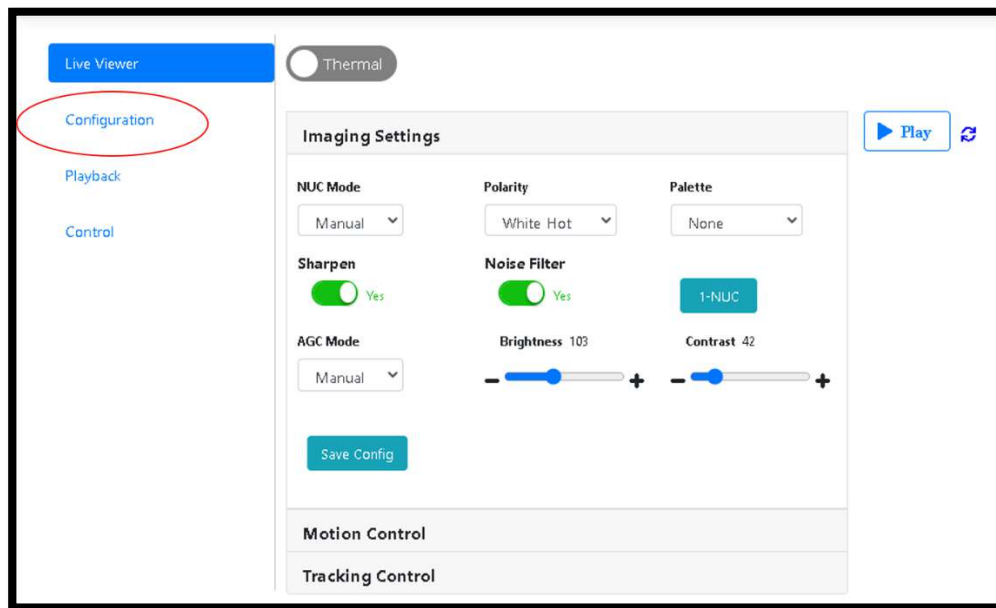 Live Viewer
Configuration
Playback
Control
Thermal
Imaging Settings
NUC Mode Polarity Palette
Manual White Hot None
Sharpen Noise Filter
Yes Yes 1-NUC
AGC Mode Brightness 103 Contrast 42
Manual
Save Config
Motion Control
Tracking Control
Play